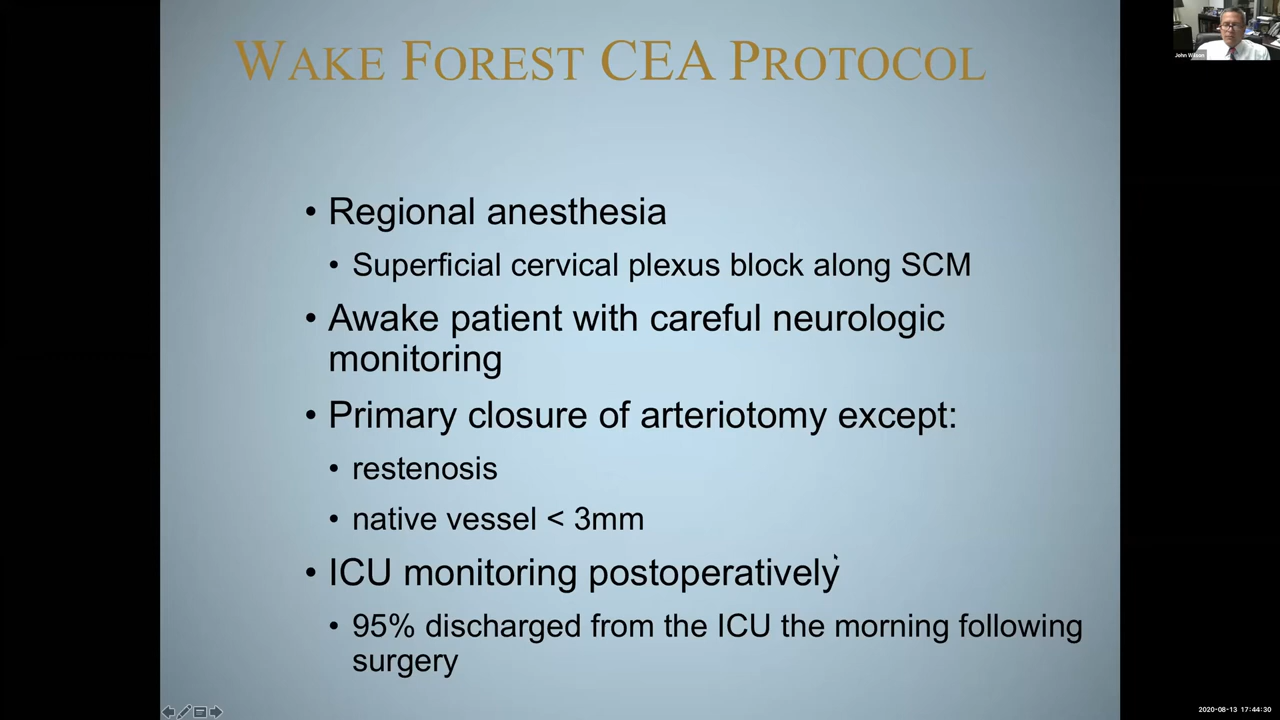 WAKE FOREST CEA PROTOCOL
• Regional anesthesia
• Superficial cervical plexus block along SCM
• Awake patient with careful neurologic
monitoring
• Primary closure of arteriotomy except:
• restenosis
• native vessel < 3mm
• ICU monitoring postoperatively
• 95% discharged from the ICU the morning following
surgery
John Wilson
2020-08-13 17:44:30